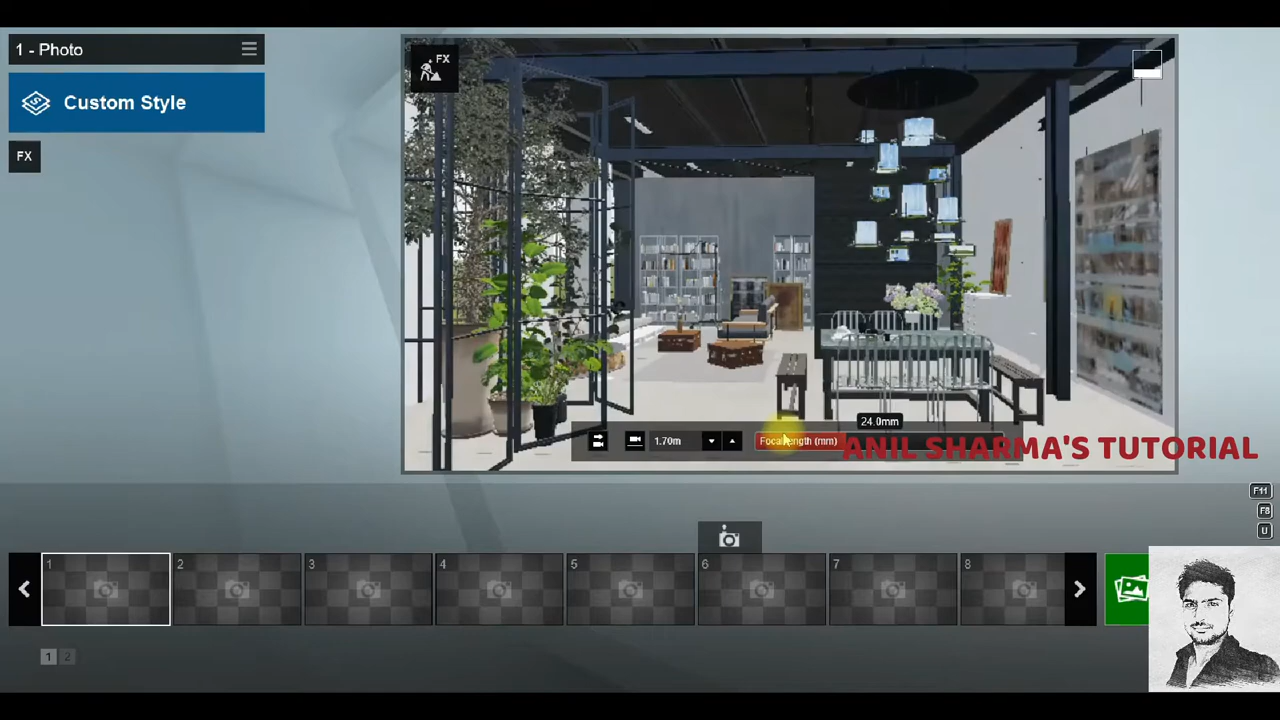 1 - Photo
Custom Style
FX
FX
24.0mm
1.70m
Focal length (mm)
ANIL SHARMA'S TUTORIAL
F11
F8
U
1
2
3
4
5
6
7
8
1 2